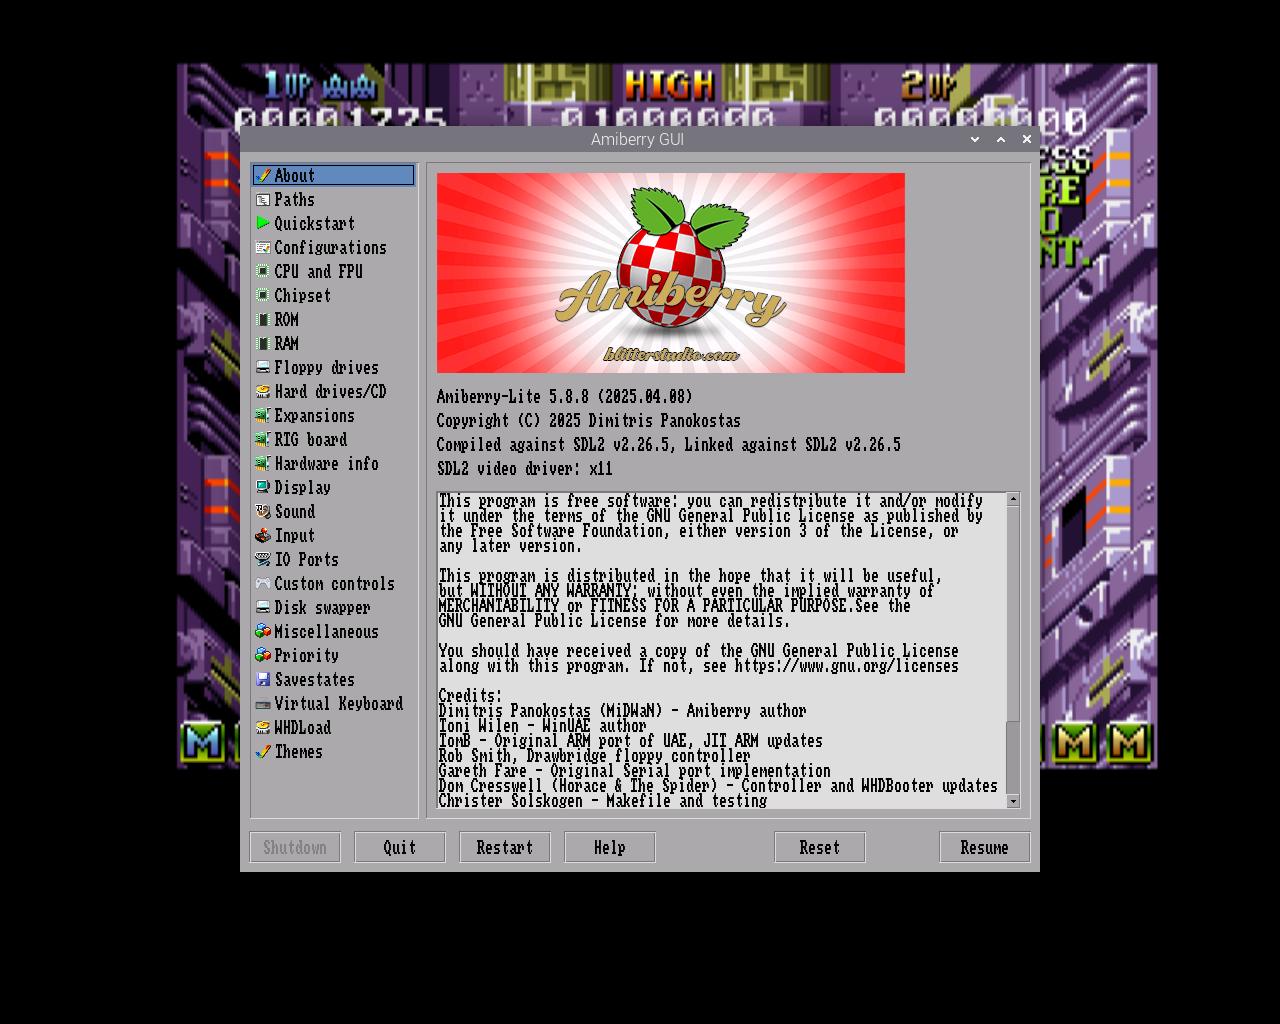 1UP HIGH 2UP
00001775 01000000 00000000
Amiberry GUI
ESS
RE
O
NT.
About
Paths
Quickstart
Configurations
CPU and FPU
Chipset
ROM
RAM
Floppy drives
Hard drives/CD
Expansions
RTG board
Hardware info
Display
Sound
Input
IO Ports
Custom controls
Disk swapper
Miscellaneous
Priority
Savestates
Virtual Keyboard
WHDLoad
Themes
Amiberry
blitterstudio.com
Amiberry-Lite 5.8.8 (2025.04.08)
Copyright (C) 2025 Dimitris Panokostas
Compiled against SDL2 v2.26.5, Linked against SDL2 v2.26.5
SDL2 video driver: x11
This program is free software: you can redistribute it and/or modify
it under the terms of the GNU General Public License as published by
the Free Software Foundation, either version 3 of the License, or
any later version.
This program is distributed in the hope that it will be useful,
but WITHOUT ANY WARRANTY; without even the implied warranty of
MERCHANTABILITY or FITNESS FOR A PARTICULAR PURPOSE.See the
GNU General Public License for more details.
You should have received a copy of the GNU General Public License
along with this program. If not, see https://www.gnu.org/licenses
Credits:
Dimitris Panokostas (MiDWaN) - Amiberry author
Toni Wilen - WinUAE author
TomB - Original ARM port of UAE, JIT ARM updates
Rob Smith, Drawbridge floppy controller
Gareth Fare - Original Serial port implementation
Dom Cresswell (Horace & The Spider) - Controller and WHDBooter updates
Christer Solskogen - Makefile and testing
M M M
Shutdown Quit Restart Help Reset Resume